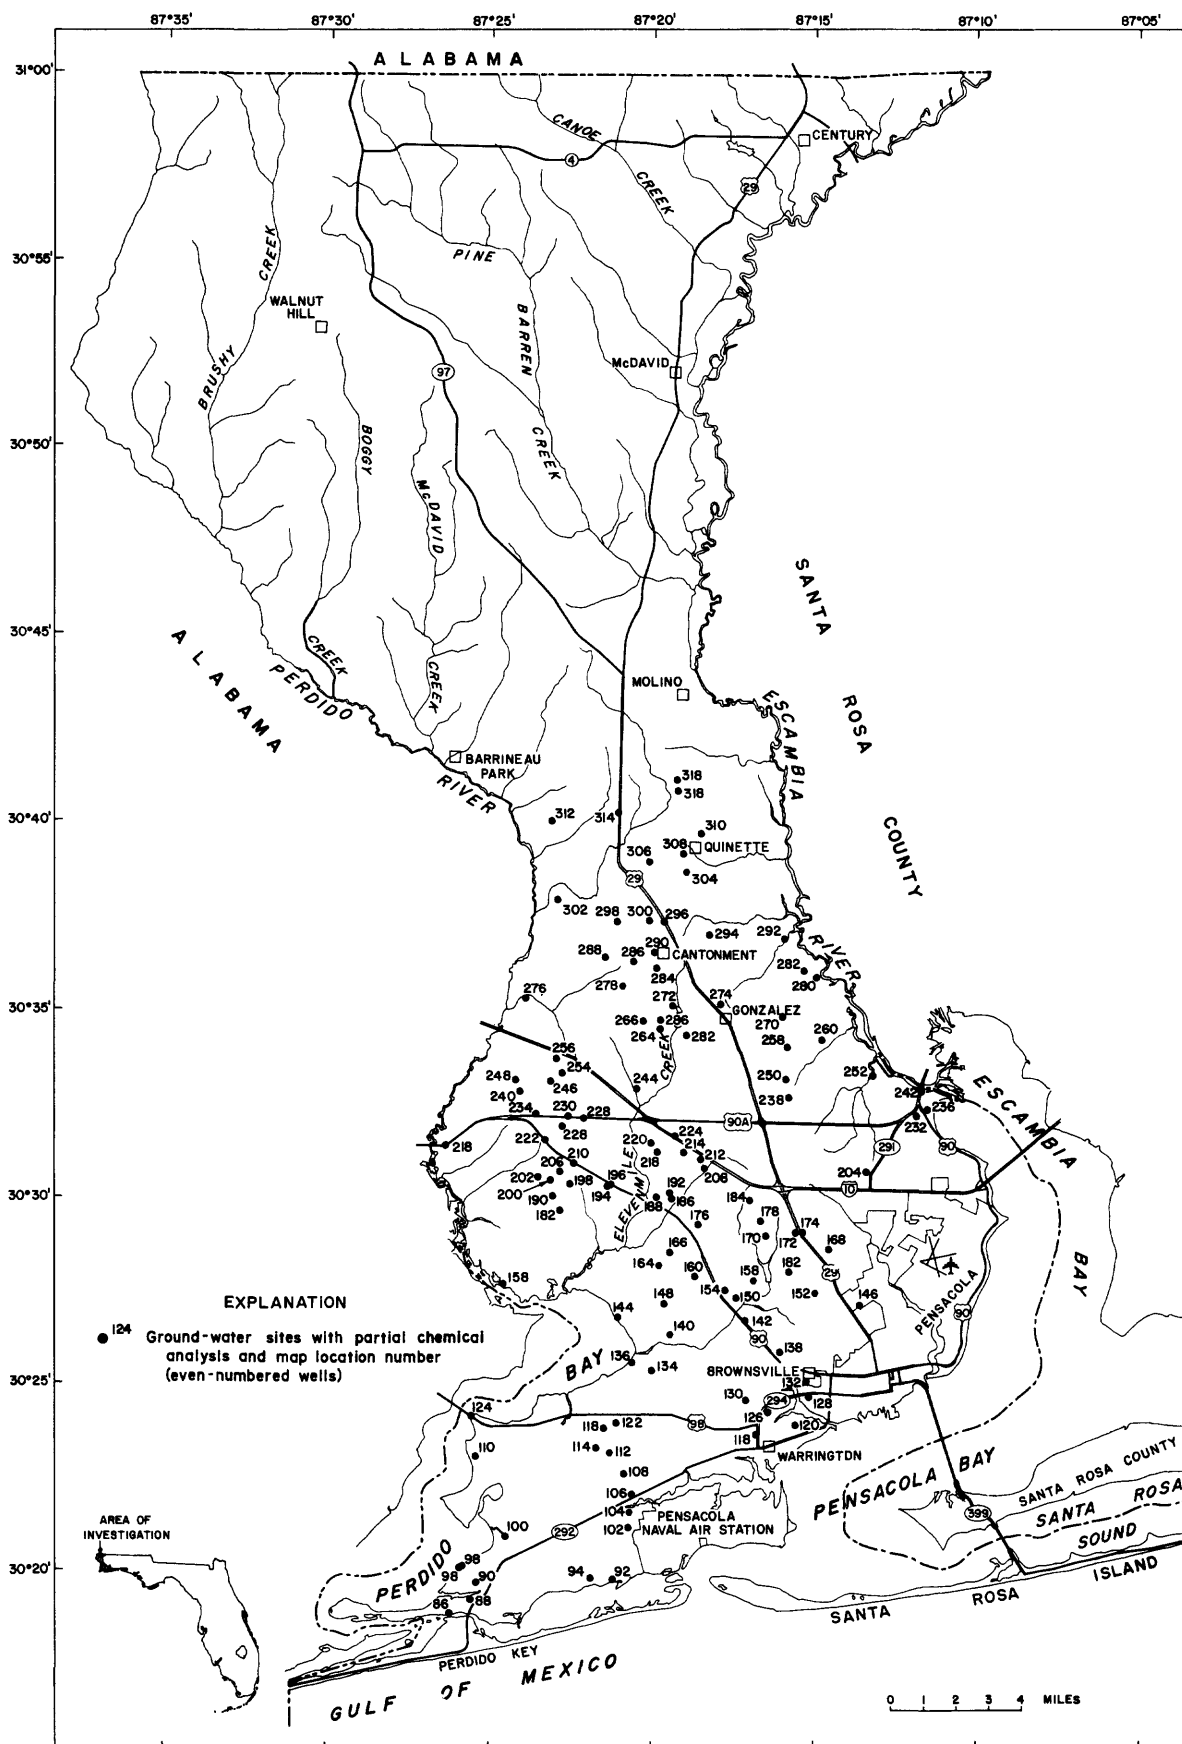 87°35' 87°30' 87°25' 87°20' 87°15' 87°10' 87°05'
ALABAMA
31°00'
CANOE
CENTURY
4
CREEK
29
30°55'
CREEK
PINE
WALNUT
HILL
BARREN
BRUSHY
McDAVID
97
30°50'
BOGGY
CREEK
McDAVID
SANTA
30°45'
ALABAMA
CREEK
PERDIDO
CREEK
MOLINO
ESCAMBIA
ROSA
BARRINEAU
PARK
RIVER
318
318
30°40'
312
314
310
COUNTY
308
QUINETTE
306
29
304
302
298
300
296
294
292
RIVER
290
288
286
CANTONMENT
284
282
280
278
276
272
274
30°35'
GONZALEZ
266
286
264
282
270
258
260
CREEK
256
254
248
246
244
250
252
240
238
242
236
ESCAMBIA
234
230
228
90A
232
218
222
228
220
224
214
291
90
210
218
212
206
208
204
202
198
196
10
30°30'
200
194
192
190
188
186
184
182
ELEVENMILE
176
178
174
170
172
168
166
164
160
158
182
29
BAY
158
154
150
152
146
PENSACOLA
90
EXPLANATION
148
144
142
124
Ground-water sites with partial chemical
analysis and map location number
(even-numbered wells)
140
90
138
136
134
BAY
BROWNSVILLE
132
30°25'
130
294
128
124
126
122
118
98
120
118
114
112
WARRINGTDN
110
108
PENSACOLA BAY
SANTA ROSA COUNTY
106
104
PENSACOLA
NAVAL AIR STATION
399
SANTA ROSA
SOUND
AREA OF
INVESTIGATION
100
292
102
30°20'
PERDIDO
98
98
90
94
92
ISLAND
86
88
SANTA ROSA
PERDIDO KEY
GULF OF MEXICO
0 1 2 3 4 MILES